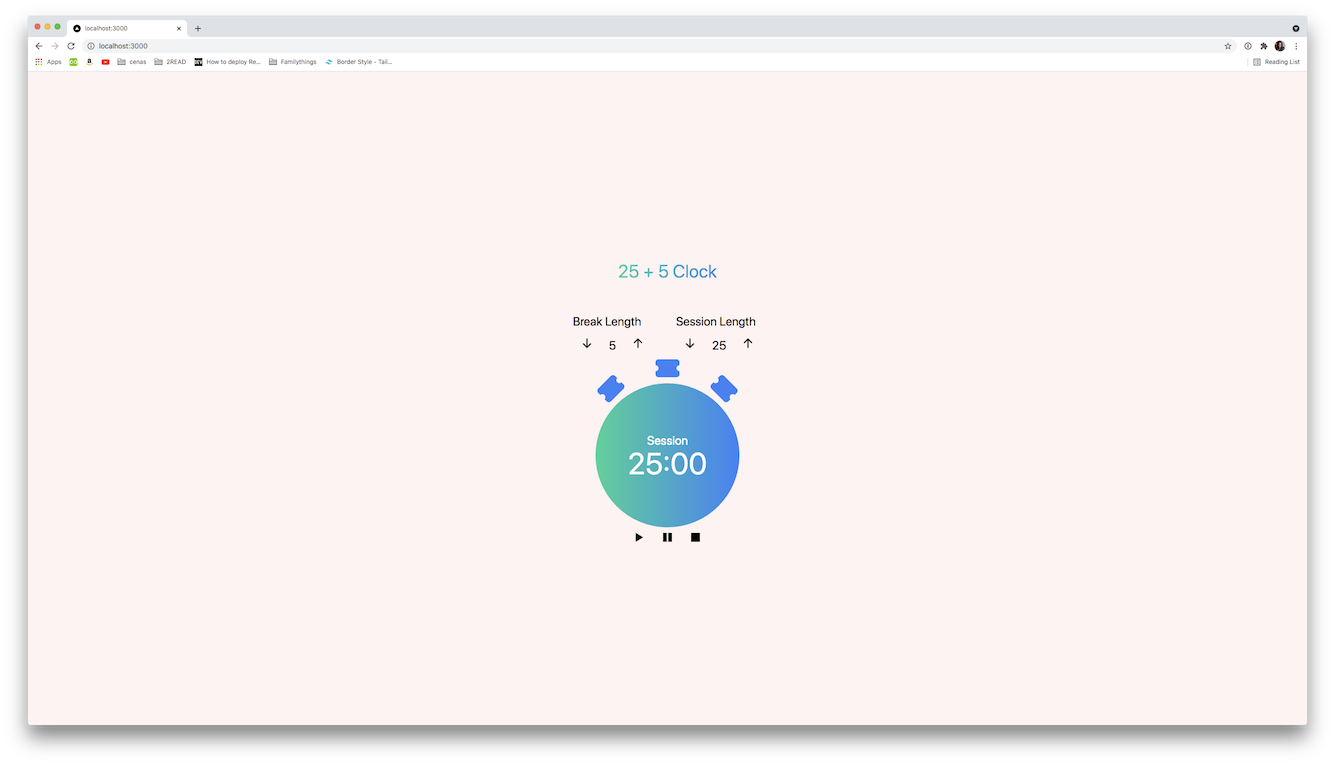 localhost:3000
localhost:3000
Apps cenas 2READ DEV How to deploy Re... Familythings Border Style - Tail... Reading List
25 + 5 Clock
Break Length Session Length
5 25
Session
25:00